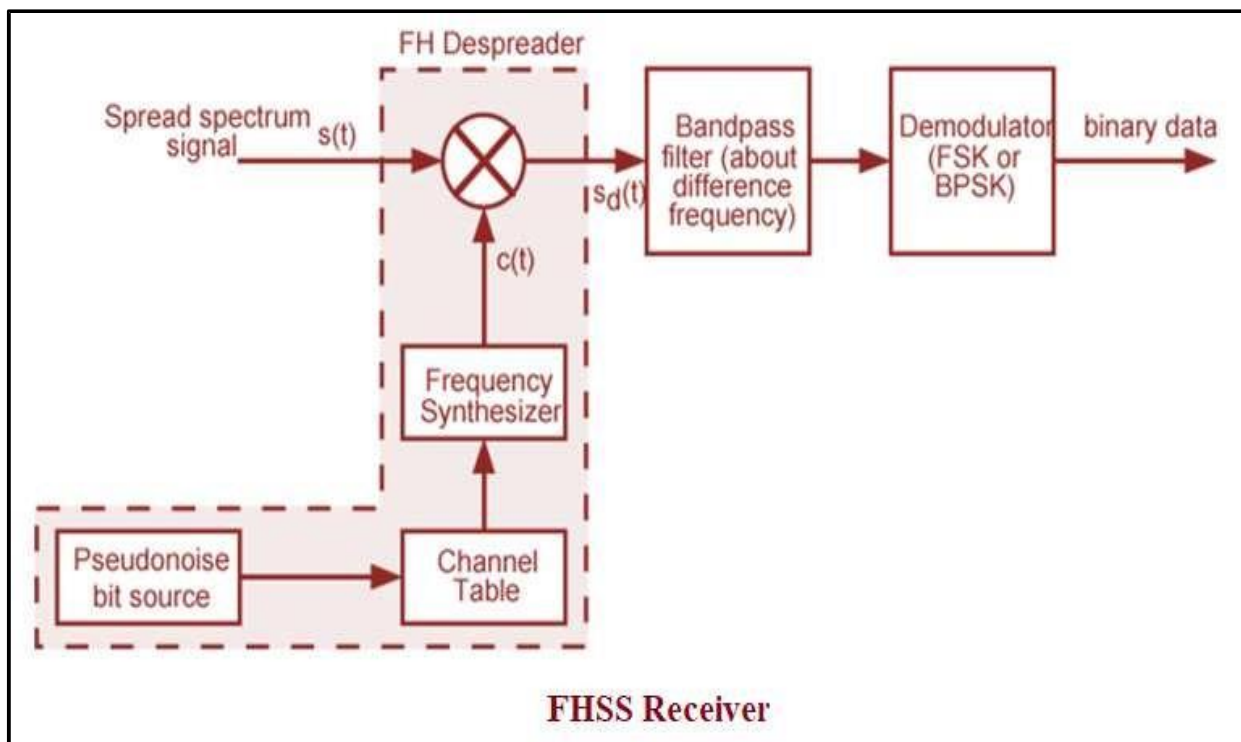 FH Despreader
Spread spectrum
signal
s(t)
Bandpass
filter (about
difference
frequency)
Demodulator
(FSK or
BPSK)
binary data
sd(t)
c(t)
Frequency
Synthesizer
Pseudonoise
bit source
Channel
Table
FHSS Receiver